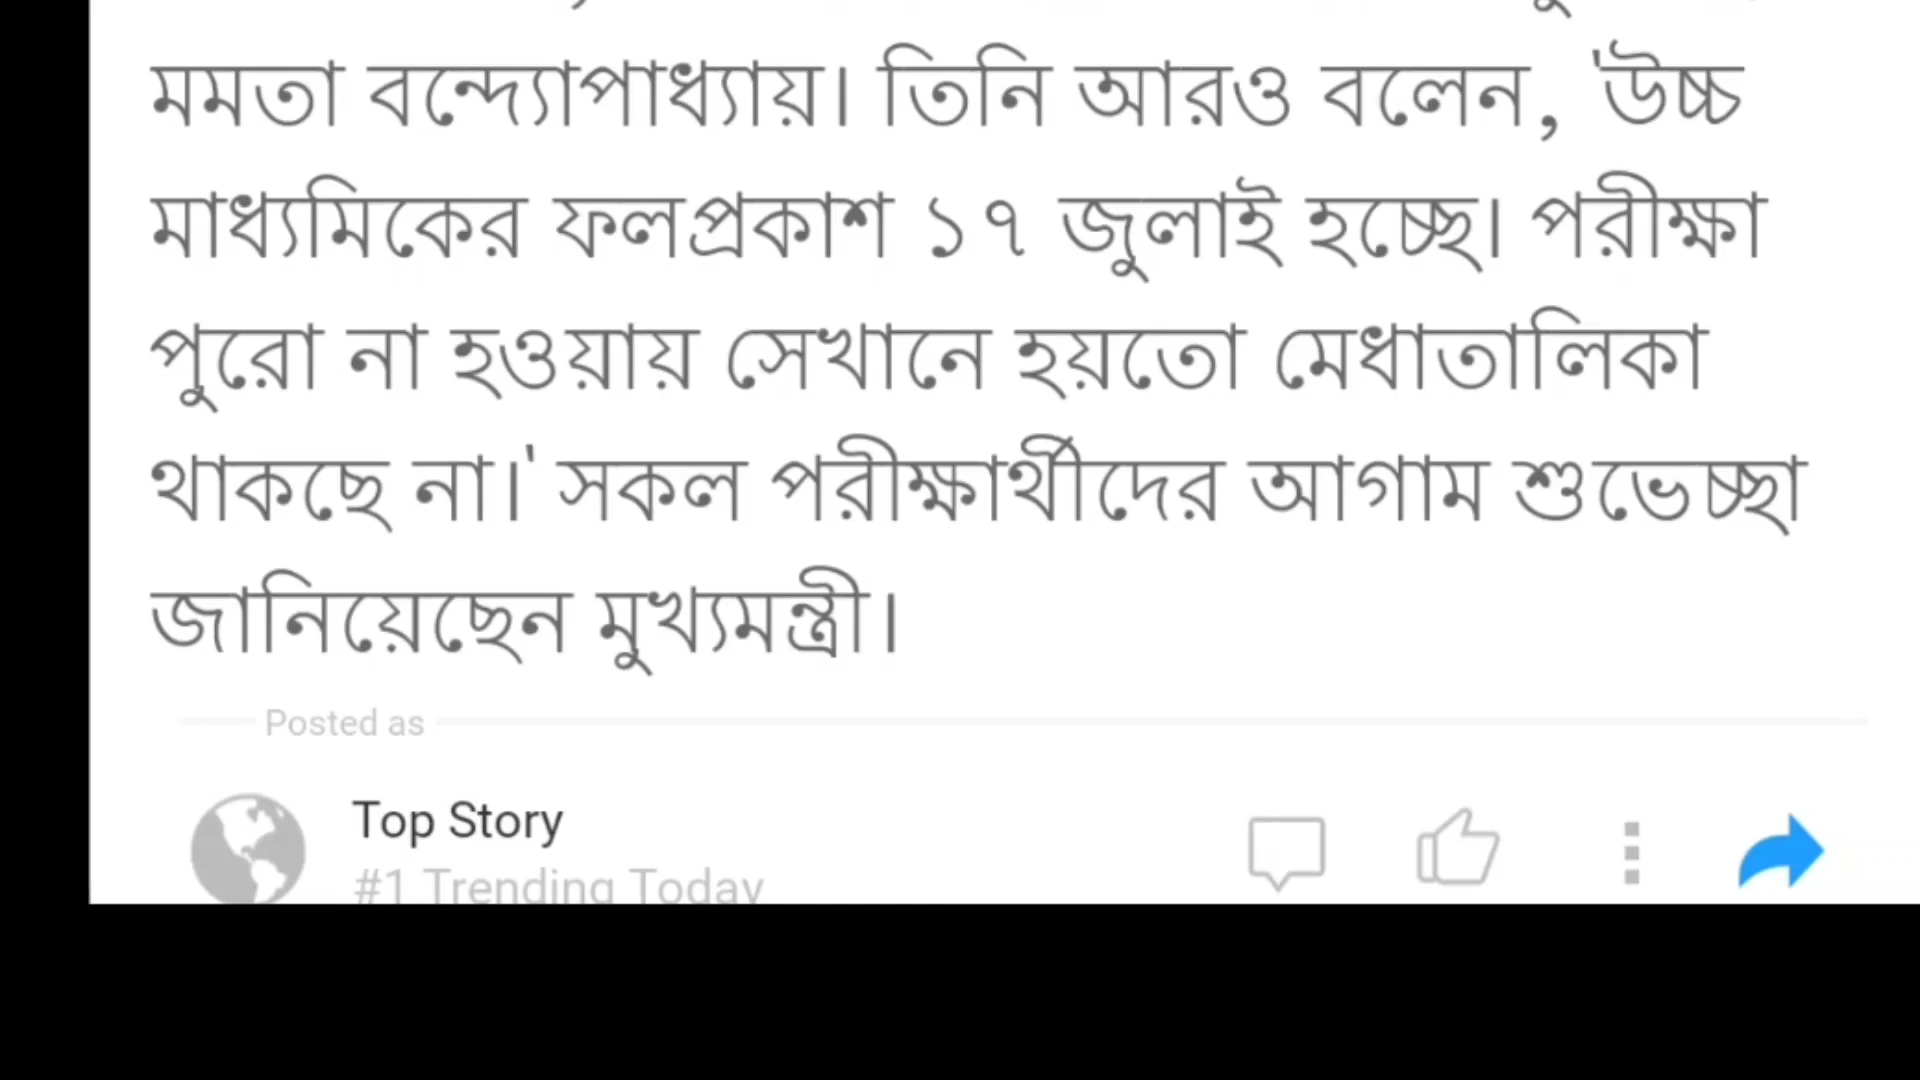 মমতা বন্দ্যোপাধ্যায়। তিনি আরও বলেন, 'উচ্চ
মাধ্যমিকের ফলপ্রকাশ ১৭ জুলাই হচ্ছে। পরীক্ষা
পুরো না হওয়ায় সেখানে হয়তো মেধাতালিকা
থাকছে না।' সকল পরীক্ষার্থীদের আগাম শুভেচ্ছা
জানিয়েছেন মুখ্যমন্ত্রী।
Posted as
Top Story
#1 Trending Today